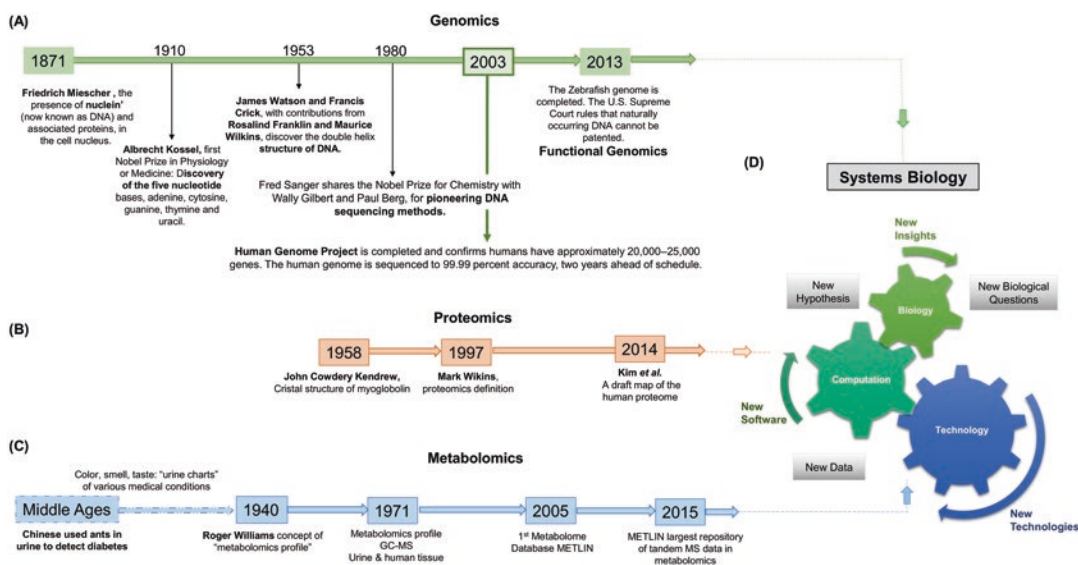 (A)
Genomics
1871
1910
1953
1980
2003
2013
Friedrich Miescher , the
presence of nuclein'
(now known as DNA) and
associated proteins, in
the cell nucleus.
Albrecht Kossel, first
Nobel Prize in Physiology
or Medicine: Discovery
of the five nucleotide
bases, adenine, cytosine,
guanine, thymine and
uracil.
James Watson and Francis
Crick, with contributions from
Rosalind Franklin and Maurice
Wilkins, discover the double helix
structure of DNA.
Fred Sanger shares the Nobel Prize for Chemistry with
Wally Gilbert and Paul Berg, for pioneering DNA
sequencing methods.
Human Genome Project is completed and confirms humans have approximately 20,000–25,000
genes. The human genome is sequenced to 99.99 percent accuracy, two years ahead of schedule.
The Zebrafish genome is
completed. The U.S. Supreme
Court rules that naturally
occurring DNA cannot be
patented.
Functional Genomics
(B)
Proteomics
1958
1997
2014
John Cowdery Kendrew,
Cristal structure of myoglobolin
Mark Wikins,
proteomics definition
Kim et al.
A draft map of the
human proteome
(C)
Metabolomics
Color, smell, taste: “urine charts”
of various medical conditions
Middle Ages
1940
1971
2005
2015
Chinese used ants in
urine to detect diabetes
Roger Williams concept of
“metabolomics profile”
Metabolomics profile
GC-MS
Urine & human tissue
1st Metabolome
Database METLIN
METLIN largest repository
of tandem MS data in
metabolomics
(D)
Systems Biology
New
Insights
New
Hypothesis
New Biological
Questions
Biology
Computation
Technology
New
Software
New Data
New
Technologies